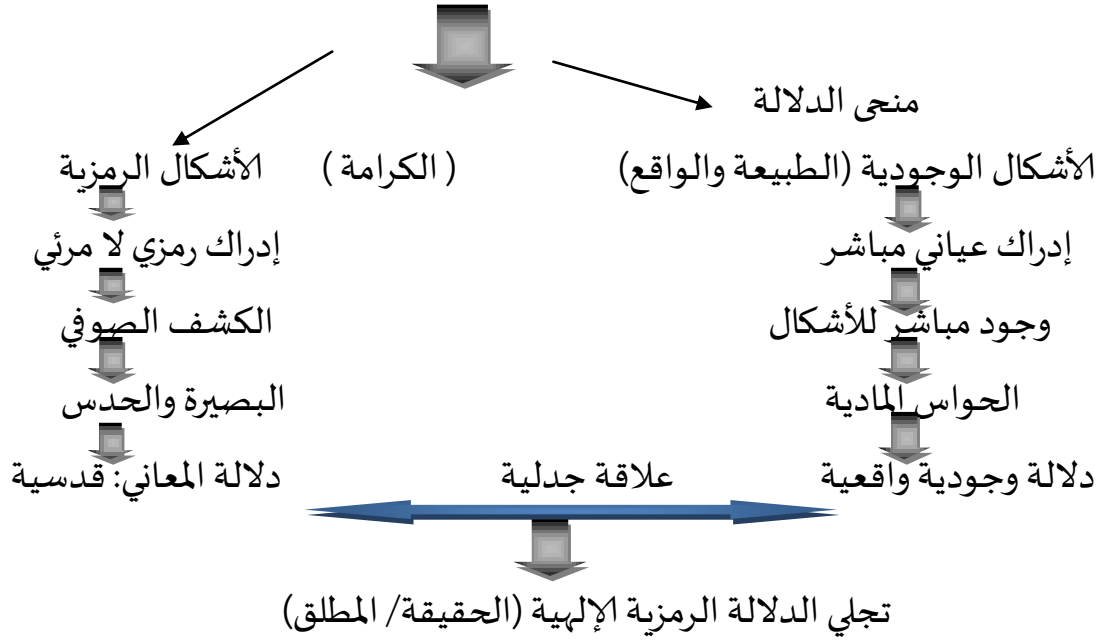 منحى الدلالة
الأشكال الوجودية (الطبيعة والواقع) ( الكرامة ) الأشكال الرمزية
إدراك عياني مباشر إدراك رمزي لا مرئي
وجود مباشر للأشكال الكشف الصوفي
الحواس المادية البصيرة والحدس
دلالة وجودية واقعية علاقة جدلية دلالة المعاني: قدسية
تجلي الدلالة الرمزية الإلهية (الحقيقة/ المطلق)